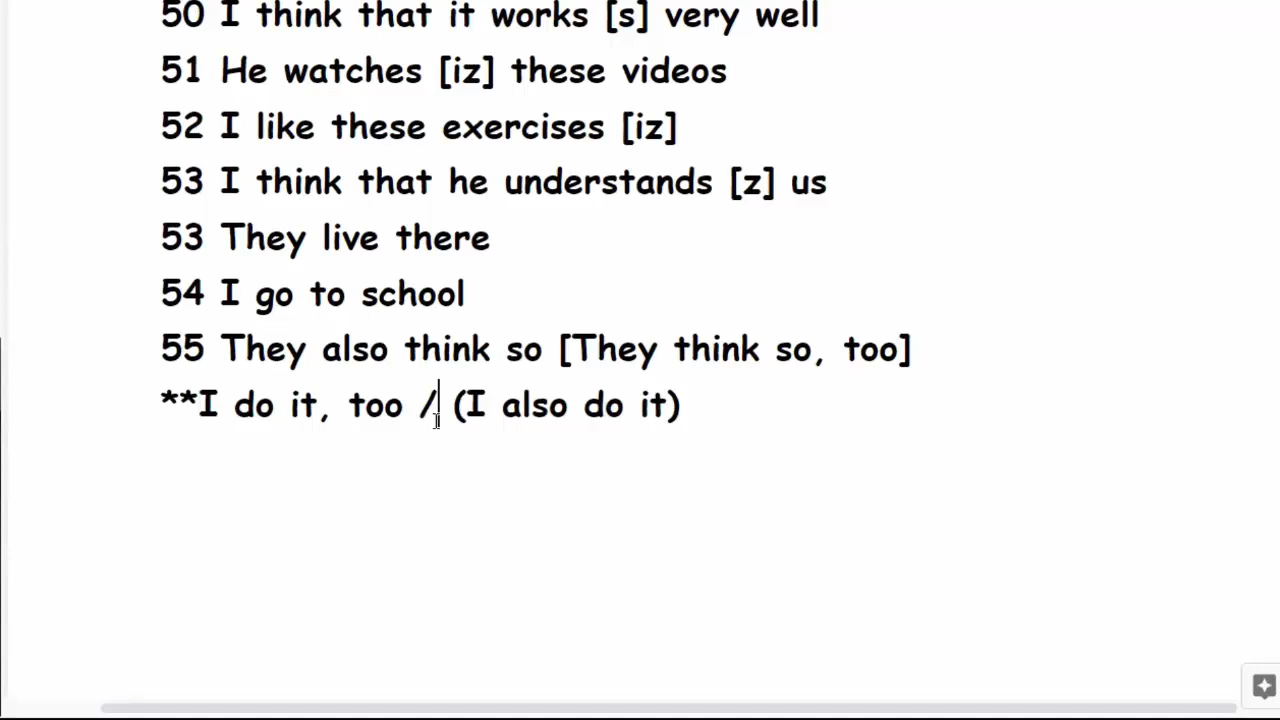 50 I think that it works [s] very well
51 He watches [iz] these videos
52 I like these exercises [iz]
53 I think that he understands [z] us
53 They live there
54 I go to school
55 They also think so [They think so, too]
**I do it, too / (I also do it)